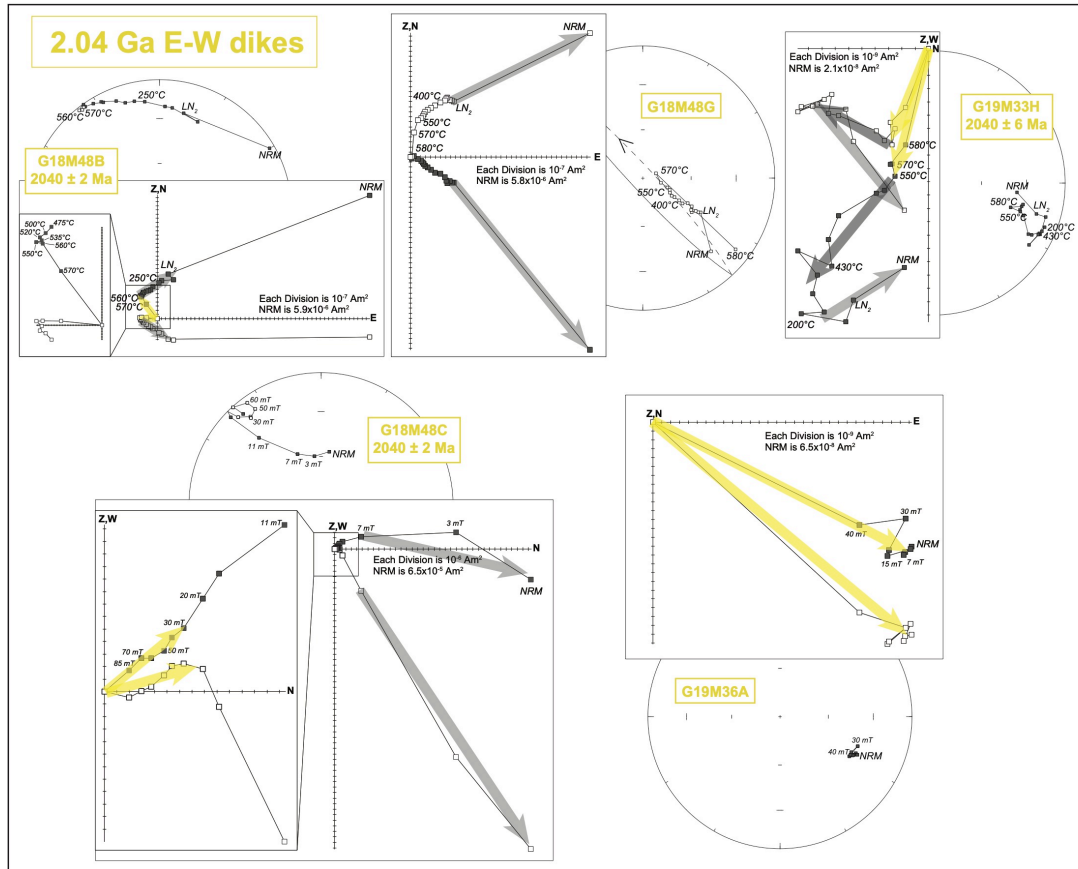 2.04 Ga E-W dikes
250°C
LN2
570°C
560°C
NRM
G18M48B
2040 ± 2 Ma
Z,N
NRM
500°C
475°C
520°C
535°C
560°C
550°C
570°C
LN2
250°C
560°C
570°C
Each Division is 10-7 Am2
NRM is 5.9x10-6 Am2
E
Z,N
NRM
400°C
LN2
550°C
570°C
580°C
E
Each Division is 10-7 Am2
NRM is 5.8x10-6 Am2
G18M48G
570°C
550°C
400°C
LN2
NRM
580°C
Z,W
N
Each Division is 10-9 Am2
NRM is 2.1x10-8 Am2
580°C
570°C
550°C
430°C
NRM
LN2
200°C
G19M33H
2040 ± 6 Ma
NRM
580°C
LN2
550°C
200°C
430°C
60 mT
50 mT
30 mT
11 mT
7 mT
3 mT
NRM
G18M48C
2040 ± 2 Ma
Z,W
11 mT
20 mT
30 mT
70 mT
50 mT
85 mT
N
Z,W
7 mT
3 mT
N
Each Division is 10-6 Am2
NRM is 6.5x10-5 Am2
NRM
Z,N
E
Each Division is 10-9 Am2
NRM is 6.5x10-8 Am2
30 mT
40 mT
NRM
15 mT
7 mT
G19M36A
30 mT
40 mT
NRM